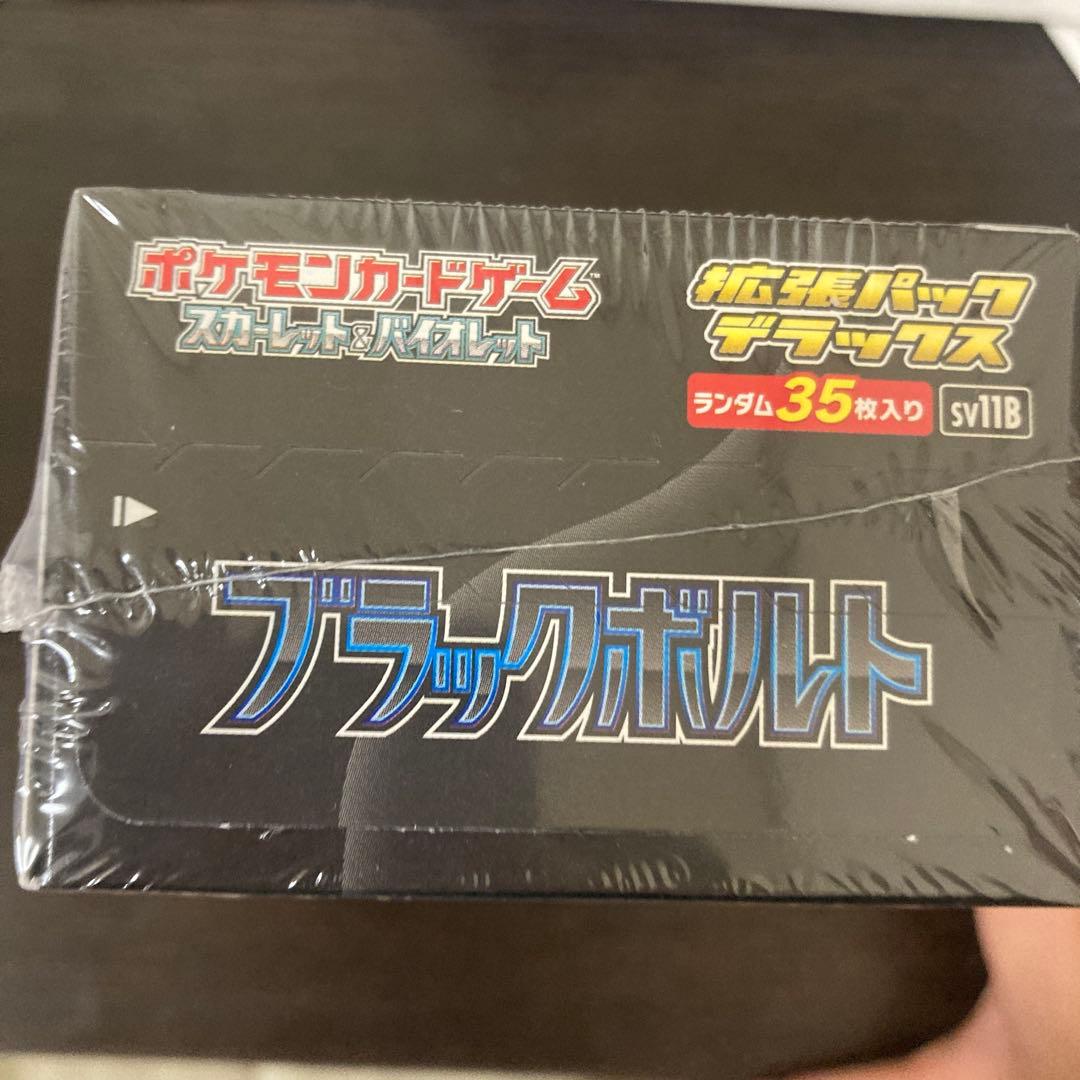 ポケモンカードゲーム™
スカーレット&バイオレット
拡張パック
デラックス
ランダム35枚入り
SV11B
ブラックボルト